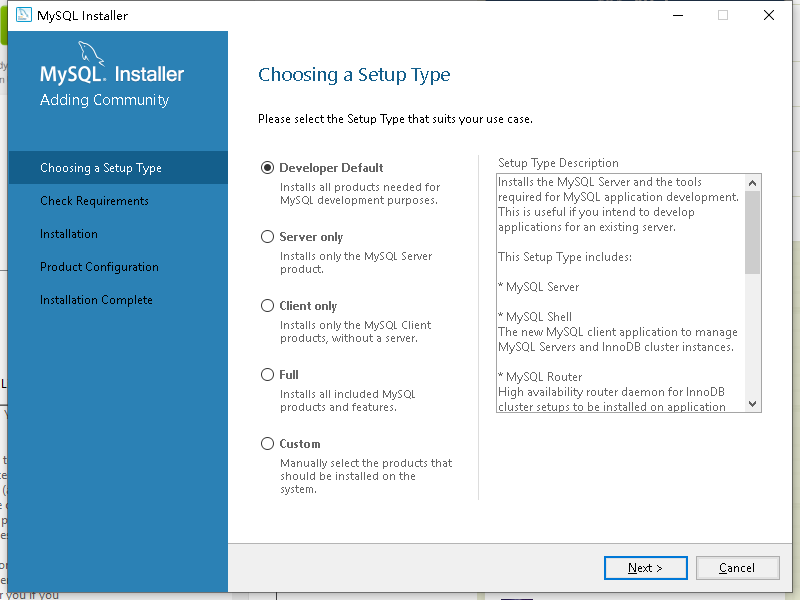 MySQL Installer
MySQL. Installer
Adding Community
Choosing a Setup Type
Check Requirements
Installation
Product Configuration
Installation Complete
Choosing a Setup Type
Please select the Setup Type that suits your use case.
Developer Default
Installs all products needed for
MySQL development purposes.
Server only
Installs only the MySQL Server
product.
Client only
Installs only the MySQL Client
products, without a server.
Full
Installs all included MySQL
products and features.
Custom
Manually select the products that
should be installed on the
system.
Setup Type Description
Installs the MySQL Server and the tools
required for MySQL application development.
This is useful if you intend to develop
applications for an existing server.
This Setup Type includes:
* MySQL Server
* MySQL Shell
The new MySQL client application to manage
MySQL Servers and InnoDB cluster instances.
* MySQL Router
High availability router daemon for InnoDB
cluster setups to be installed on application
Next >
Cancel